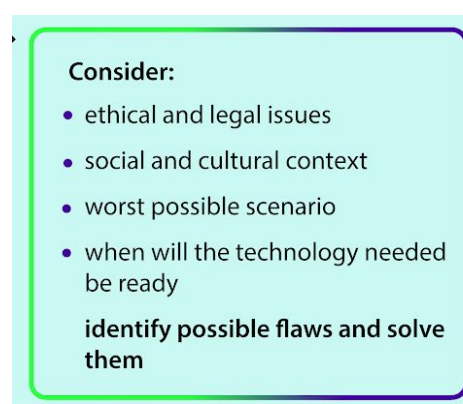 Consider:
• ethical and legal issues
• social and cultural context
• worst possible scenario
• when will the technology needed
be ready
identify possible flaws and solve
them